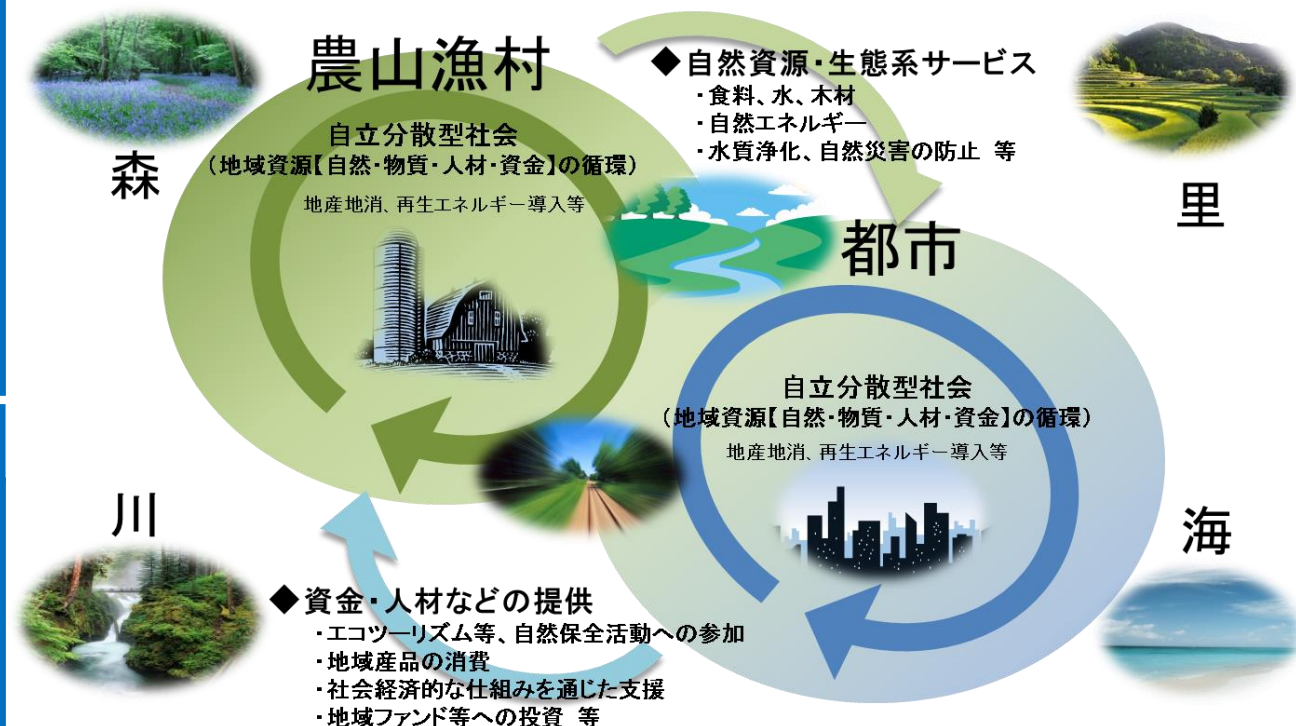 農山漁村
◆自然資源・生態系サービス
・食料、水、木材
・自然エネルギー
・水質浄化、自然災害の防止 等
森
自立分散型社会
（地域資源【自然・物質・人材・資金】の循環）
地産地消、再生エネルギー導入等
里
都市
自立分散型社会
（地域資源【自然・物質・人材・資金】の循環）
地産地消、再生エネルギー導入等
川
海
◆資金・人材などの提供
・エコツーリズム等、自然保全活動への参加
・地域産品の消費
・社会経済的な仕組みを通じた支援
・地域ファンド等への投資 等